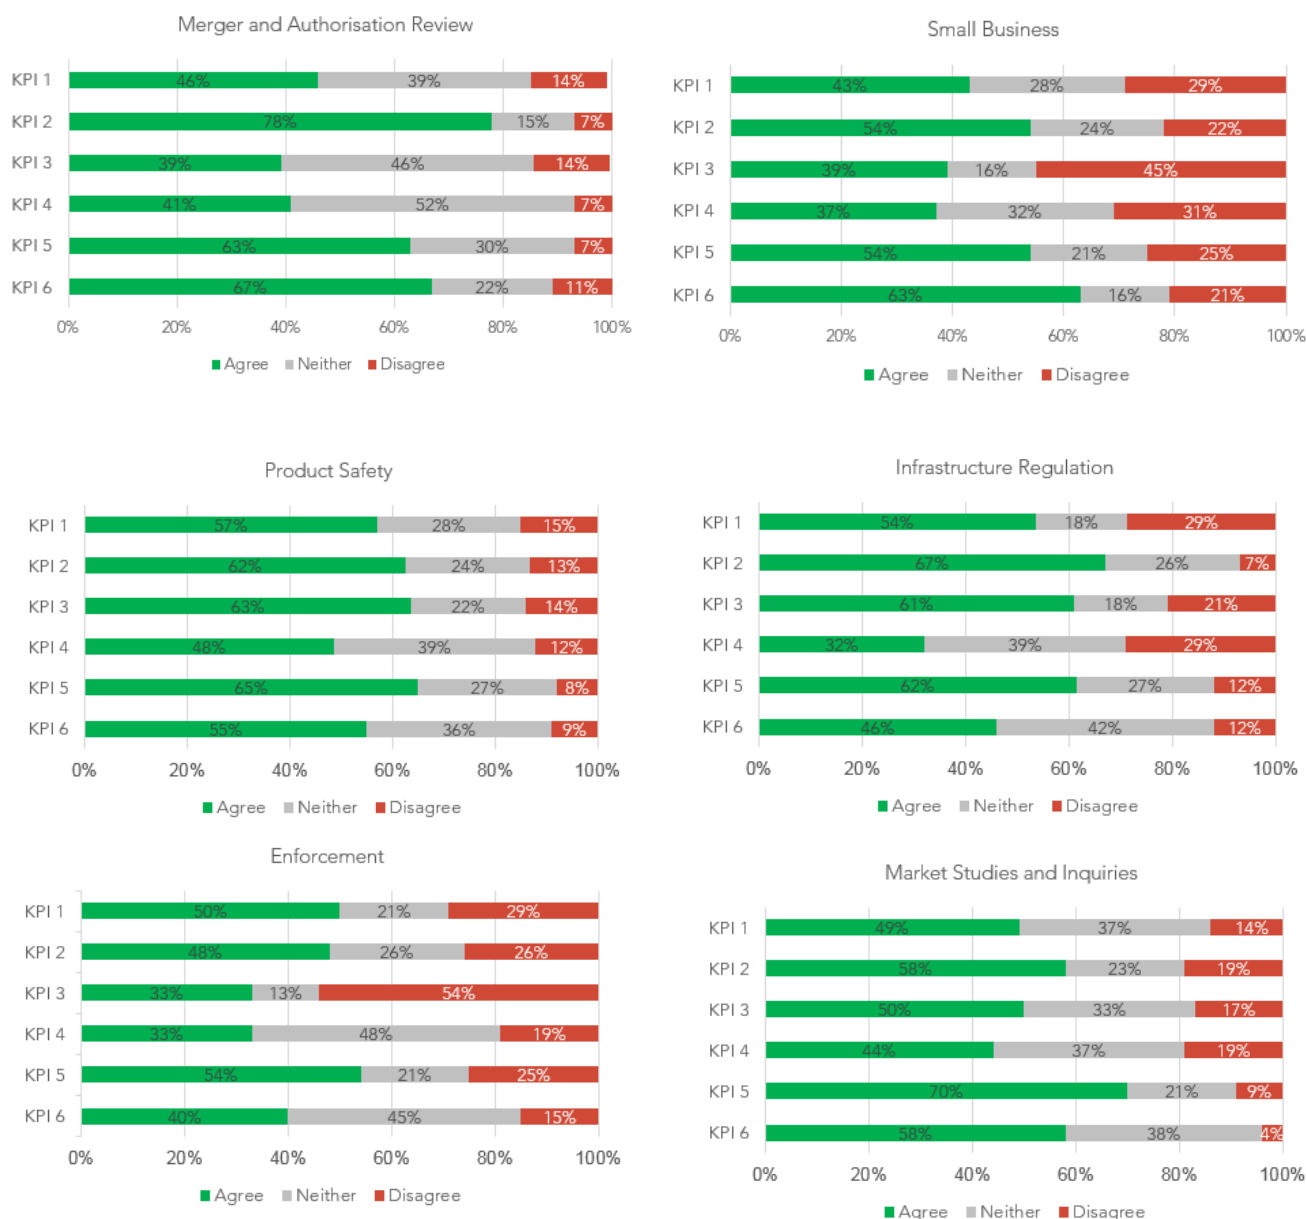 Merger and Authorisation Review
KPI 1 46% 39% 14%
KPI 2 78% 15% 7%
KPI 3 39% 46% 14%
KPI 4 41% 52% 7%
KPI 5 63% 30% 7%
KPI 6 67% 22% 11%
0% 20% 40% 60% 80% 100%
Agree Neither Disagree
Small Business
KPI 1 43% 28% 29%
KPI 2 54% 24% 22%
KPI 3 39% 16% 45%
KPI 4 37% 32% 31%
KPI 5 54% 21% 25%
KPI 6 63% 16% 21%
0% 20% 40% 60% 80% 100%
Agree Neither Disagree
Product Safety
KPI 1 57% 28% 15%
KPI 2 62% 24% 13%
KPI 3 63% 22% 14%
KPI 4 48% 39% 12%
KPI 5 65% 27% 8%
KPI 6 55% 36% 9%
0% 20% 40% 60% 80% 100%
Agree Neither Disagree
Infrastructure Regulation
KPI 1 54% 18% 29%
KPI 2 67% 26% 7%
KPI 3 61% 18% 21%
KPI 4 32% 39% 29%
KPI 5 62% 27% 12%
KPI 6 46% 42% 12%
0% 20% 40% 60% 80% 100%
Agree Neither Disagree
Enforcement
KPI 1 50% 21% 29%
KPI 2 48% 26% 26%
KPI 3 33% 13% 54%
KPI 4 33% 48% 19%
KPI 5 54% 21% 25%
KPI 6 40% 45% 15%
0% 20% 40% 60% 80% 100%
Agree Neither Disagree
Market Studies and Inquiries
KPI 1 49% 37% 14%
KPI 2 58% 23% 19%
KPI 3 50% 33% 17%
KPI 4 44% 37% 19%
KPI 5 70% 21% 9%
KPI 6 58% 38% 4%
0% 20% 40% 60% 80% 100%
Agree Neither Disagree